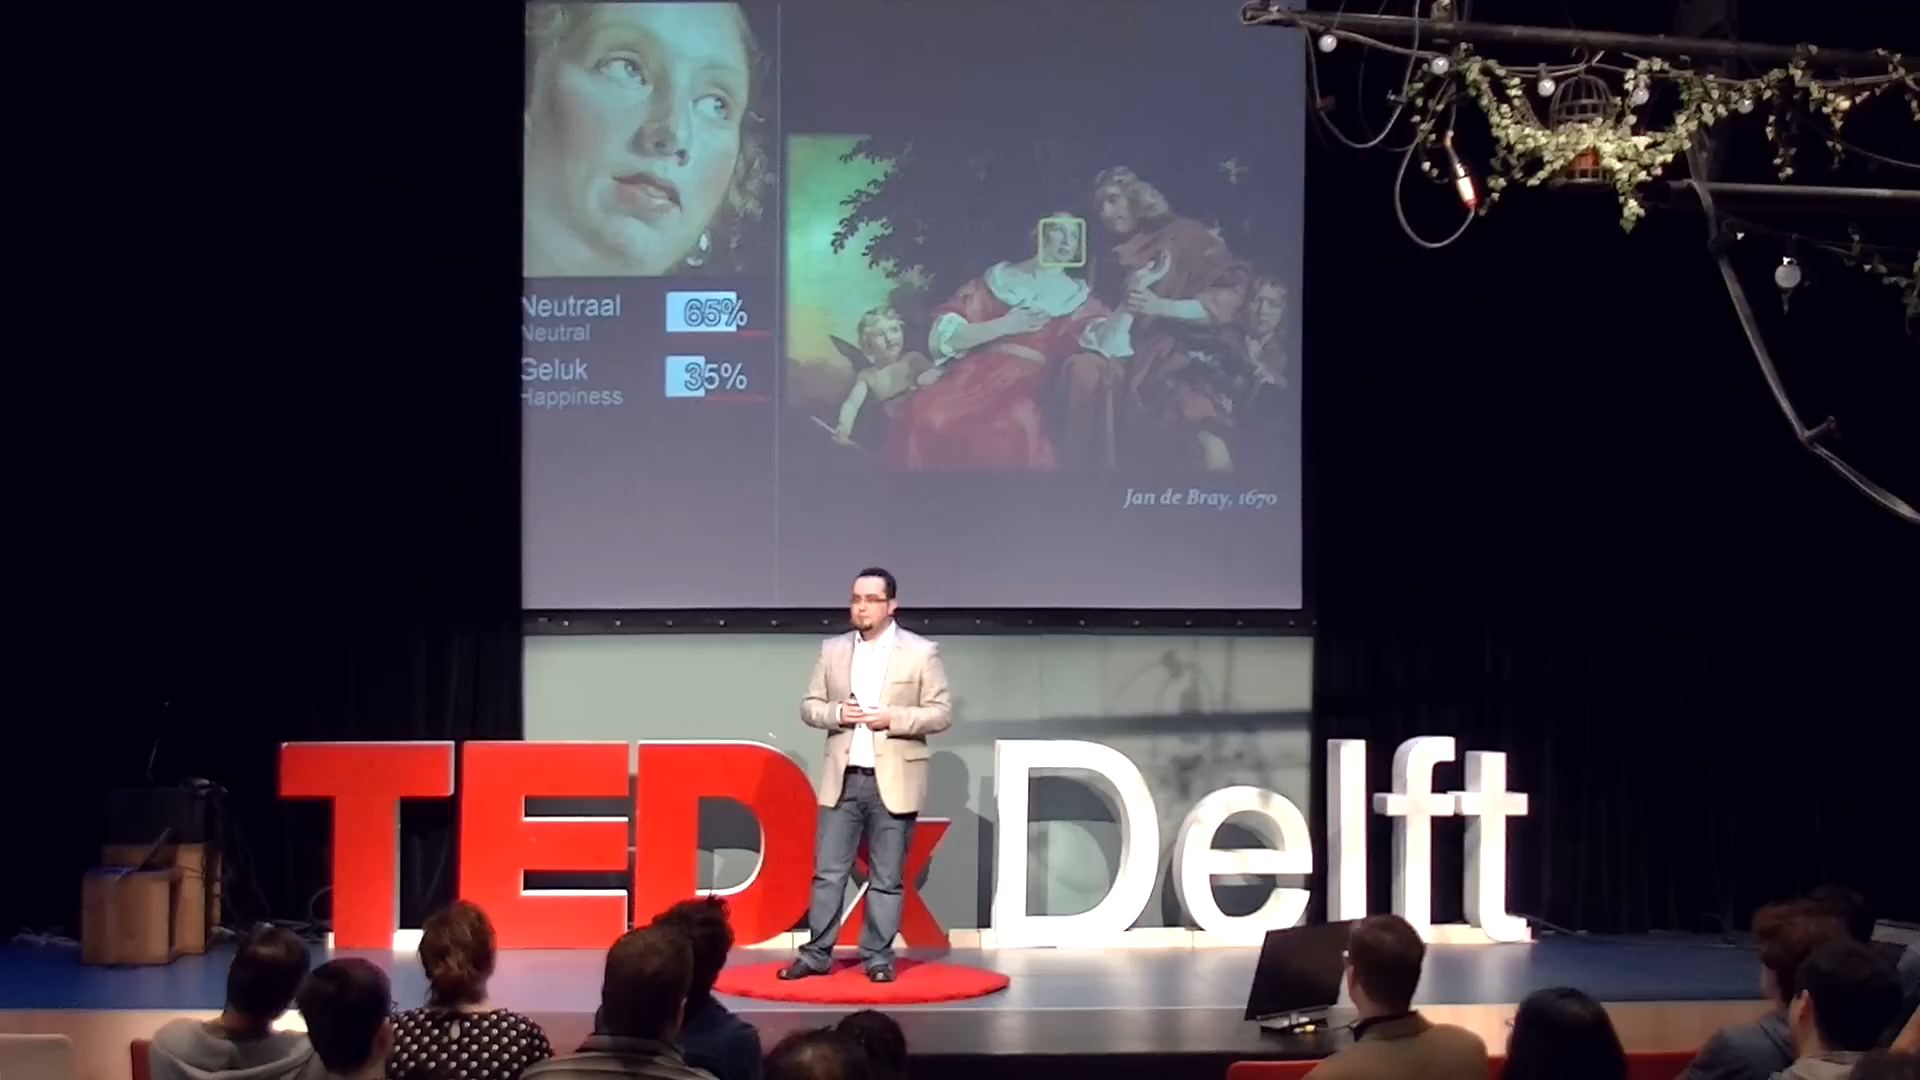 Neutraal
Neutral
65%
Geluk
Happiness
35%
Jan de Bray, 1670
TEDx Delft